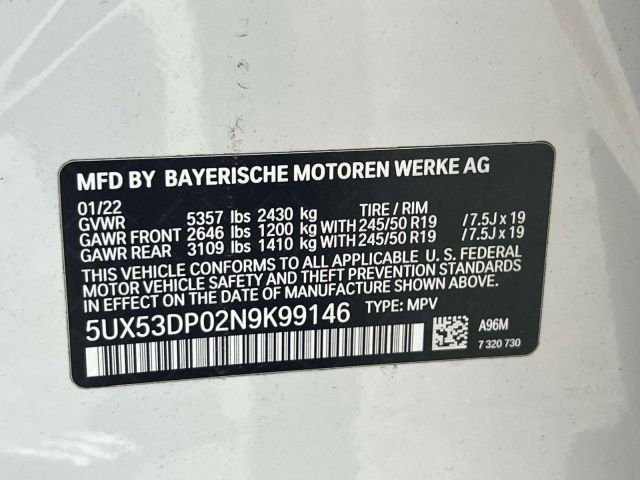 MFD BY BAYERISCHE MOTOREN WERKE AG
01/22 TIRE / RIM
GVWR 5357 lbs 2430 kg
GAWR FRONT 2646 lbs 1200 kg WITH 245/50 R19 /7.5J x 19
GAWR REAR 3109 lbs 1410 kg WITH 245/50 R19 /7.5J x 19
THIS VEHICLE CONFORMS TO ALL APPLICABLE U.S. FEDERAL
MOTOR VEHICLE SAFETY AND THEFT PREVENTION STANDARDS
IN EFFECT ON THE DATE OF MANUFACTURE SHOWN ABOVE.
5UX53DP02N9K99146 TYPE: MPV
A96M
7 320 730